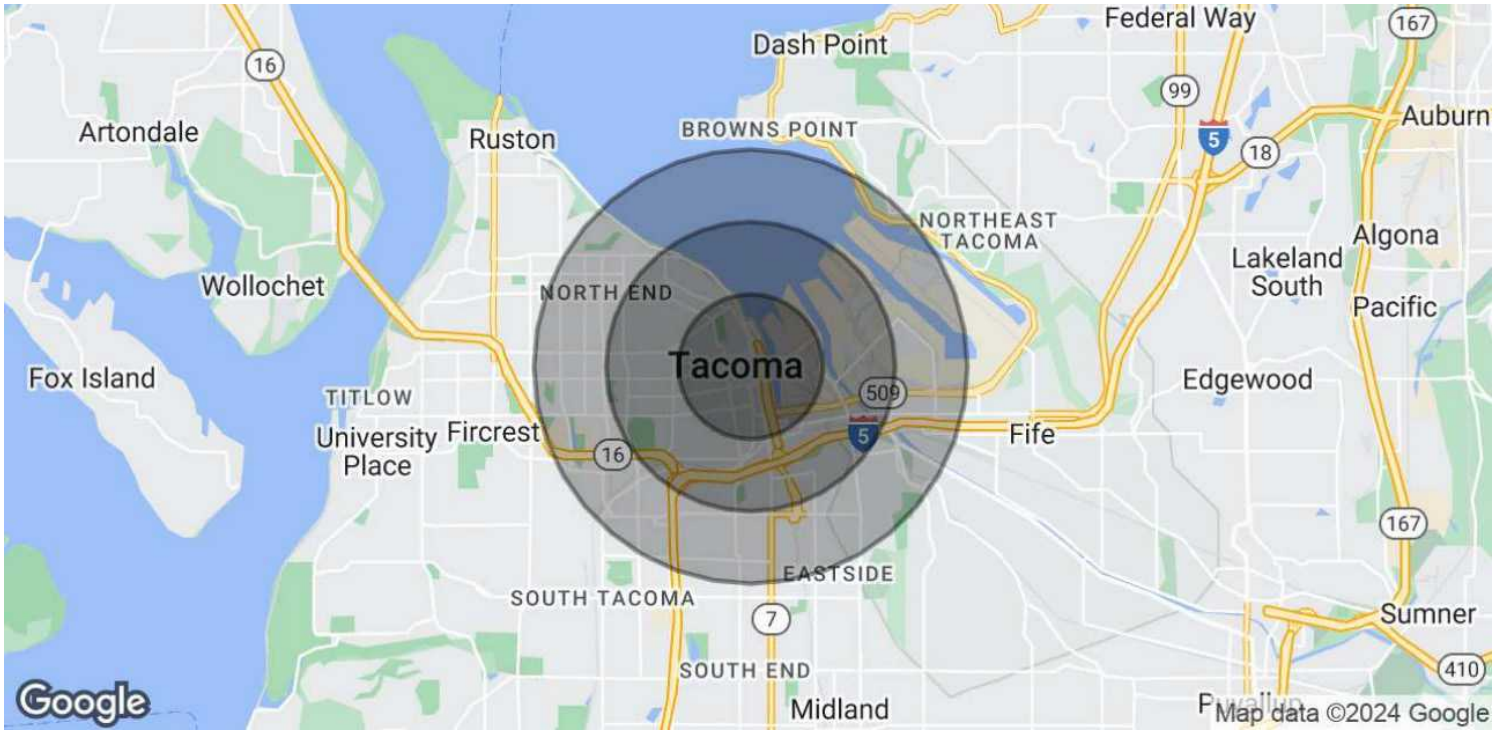 Federal Way
167
Dash Point
16
99
Auburn
Artondale
BROWNS POINT
Ruston
5
18
NORTHEAST
TACOMA
Algona
Lakeland
South
Wollochet
NORTH END
Pacific
Tacoma
Fox Island
Edgewood
TITLOW
509
University
Place
Fircrest
5
Fife
16
167
EASTSIDE
SOUTH TACOMA
7
Sumner
SOUTH END
410
Google
Midland
Puyallup
Map data ©2024 Google